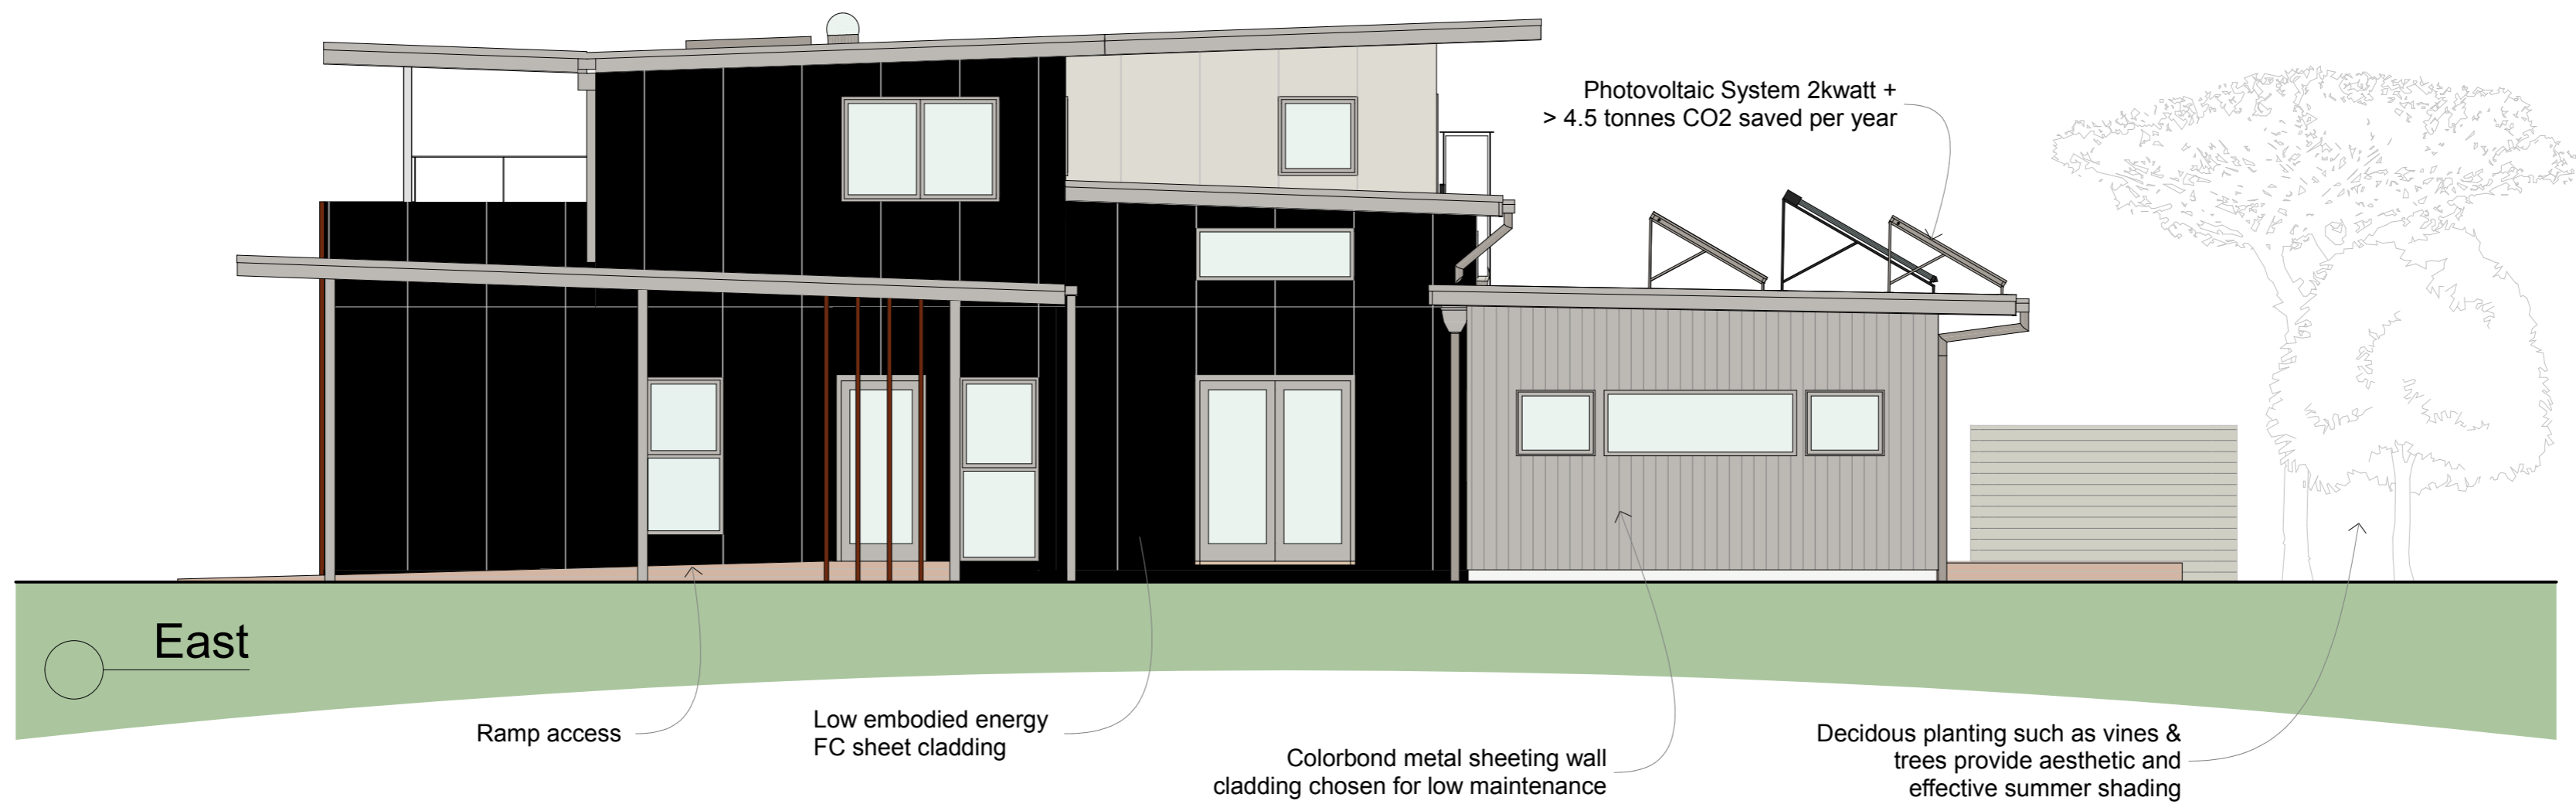 Photovoltaic System 2kwatt +
> 4.5 tonnes CO2 saved per year
East
Ramp access
Low embodied energy
FC sheet cladding
Colorbond metal sheeting wall
cladding chosen for low maintenance
Decidous planting such as vines &
trees provide aesthetic and
effective summer shading